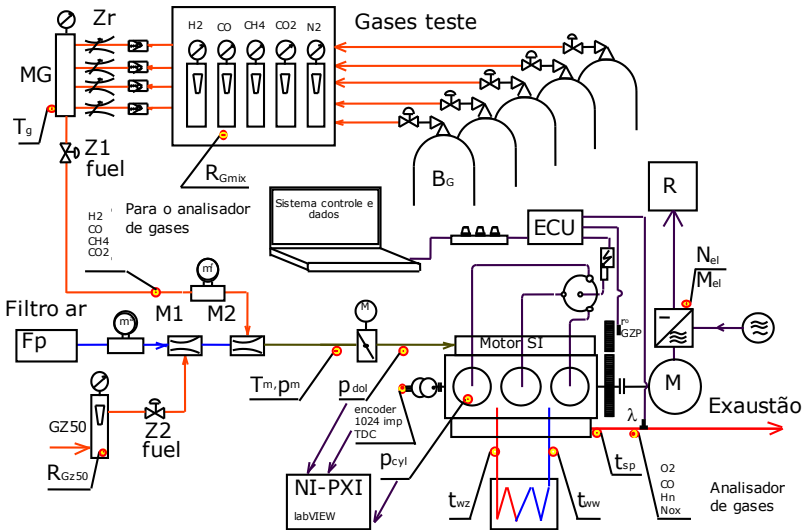 Zr
H2
CO
CH4
CO2
N2
Gases teste
MG
Tg
Z1
fuel
RGmix
BG
R
Para o analisador
de gases
H2
CO
CH4
CO2
Sistema controle e
dados
ECU
Nel
Mel
Filtro ar
M1
M2
m³
M
Fp
m³
Motor SI
r°
GZP
M
Tm,pm
pdol
λ
Exaustão
GZ50
Z2
fuel
encoder
1024 imp
TDC
RGz50
pcyl
NI-PXI
labVIEW
twz
tww
tsp
O2
CO
Hn
Nox
Analisador
de gases